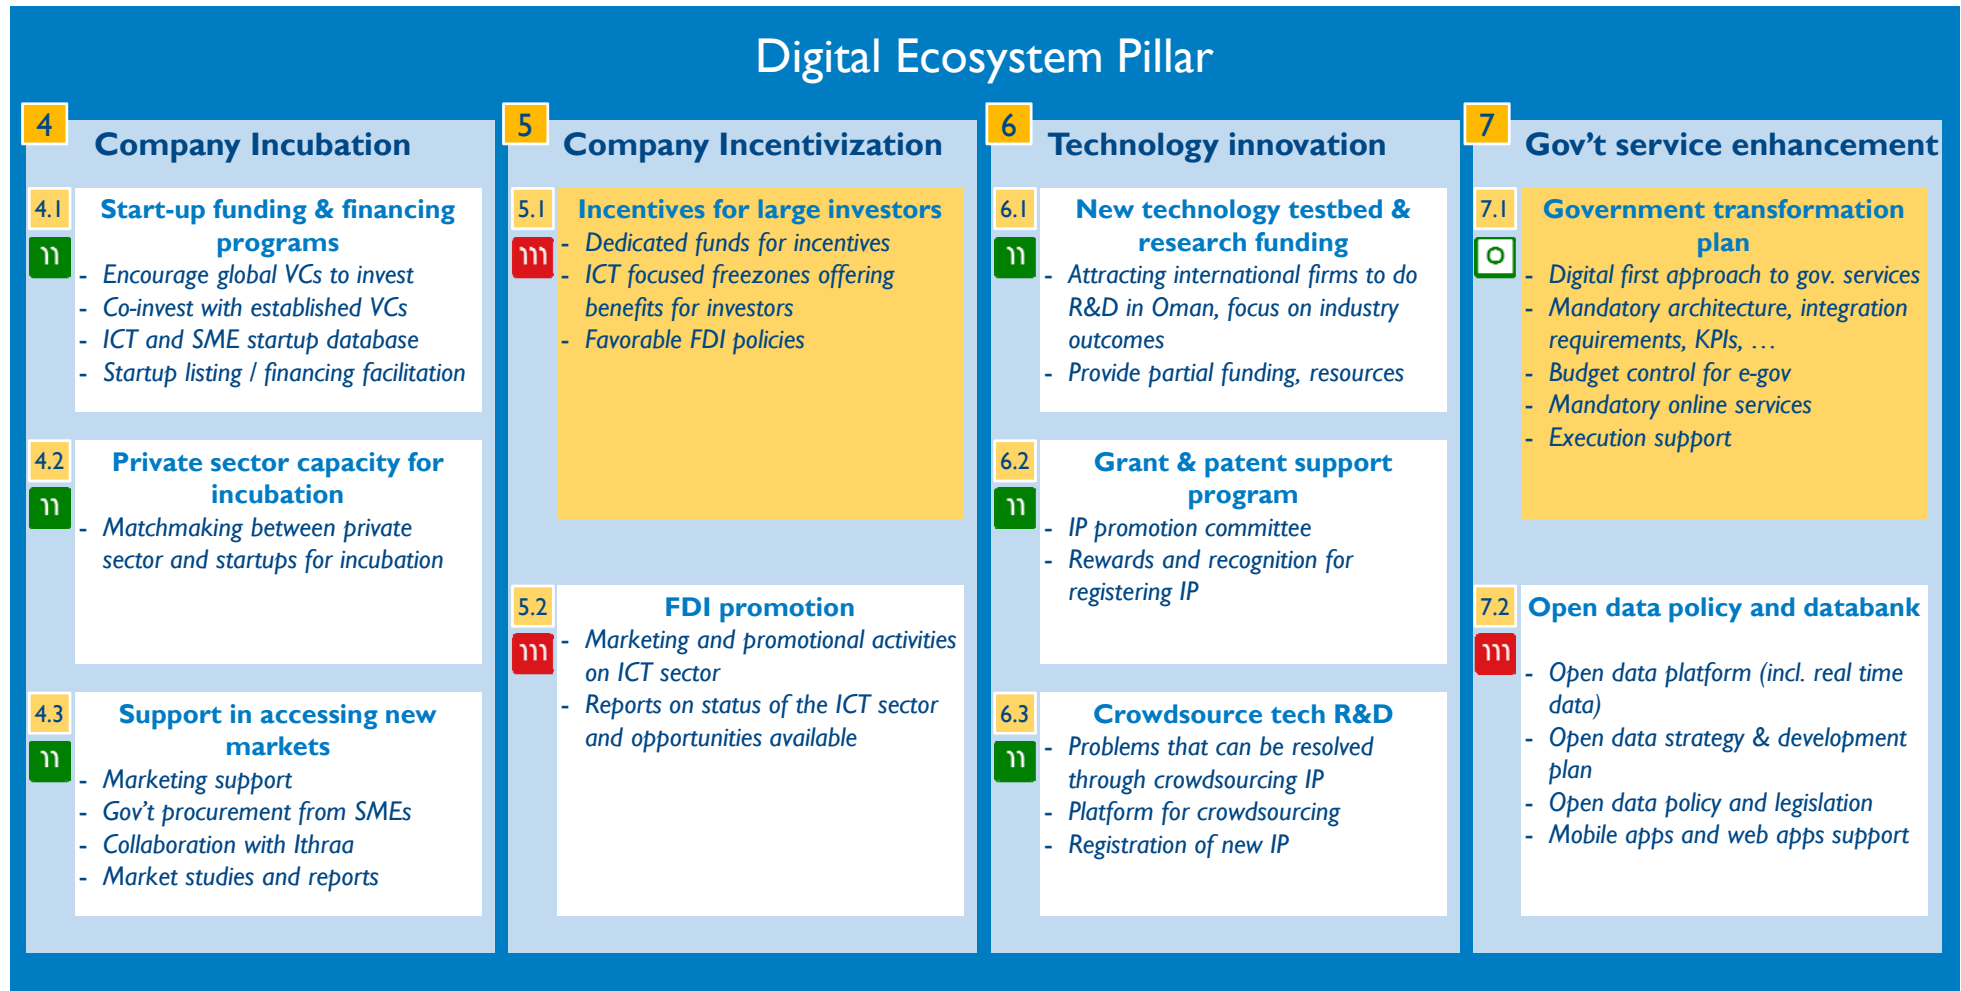 Digital Ecosystem Pillar
4
Company Incubation
4.1
Start-up funding & financing
programs
- Encourage global VCs to invest
- Co-invest with established VCs
- ICT and SME startup database
- Startup listing / financing facilitation
4.2
Private sector capacity for
incubation
- Matchmaking between private
sector and startups for incubation
4.3
Support in accessing new
markets
- Marketing support
- Gov't procurement from SMEs
- Collaboration with Ithraa
- Market studies and reports
5
Company Incentivization
5.1
Incentives for large investors
- Dedicated funds for incentives
- ICT focused freezones offering
benefits for investors
- Favorable FDI policies
5.2
FDI promotion
- Marketing and promotional activities
on ICT sector
- Reports on status of the ICT sector
and opportunities available
6
Technology innovation
6.1
New technology testbed &
research funding
- Attracting international firms to do
R&D in Oman, focus on industry
outcomes
- Provide partial funding, resources
6.2
Grant & patent support
program
- IP promotion committee
- Rewards and recognition for
registering IP
6.3
Crowdsource tech R&D
- Problems that can be resolved
through crowdsourcing IP
- Platform for crowdsourcing
- Registration of new IP
7
Gov't service enhancement
7.1
Government transformation
plan
- Digital first approach to gov. services
- Mandatory architecture, integration
requirements, KPIs, …
- Budget control for e-gov
- Mandatory online services
- Execution support
7.2
Open data policy and databank
- Open data platform (incl. real time
data)
- Open data strategy & development
plan
- Open data policy and legislation
- Mobile apps and web apps support